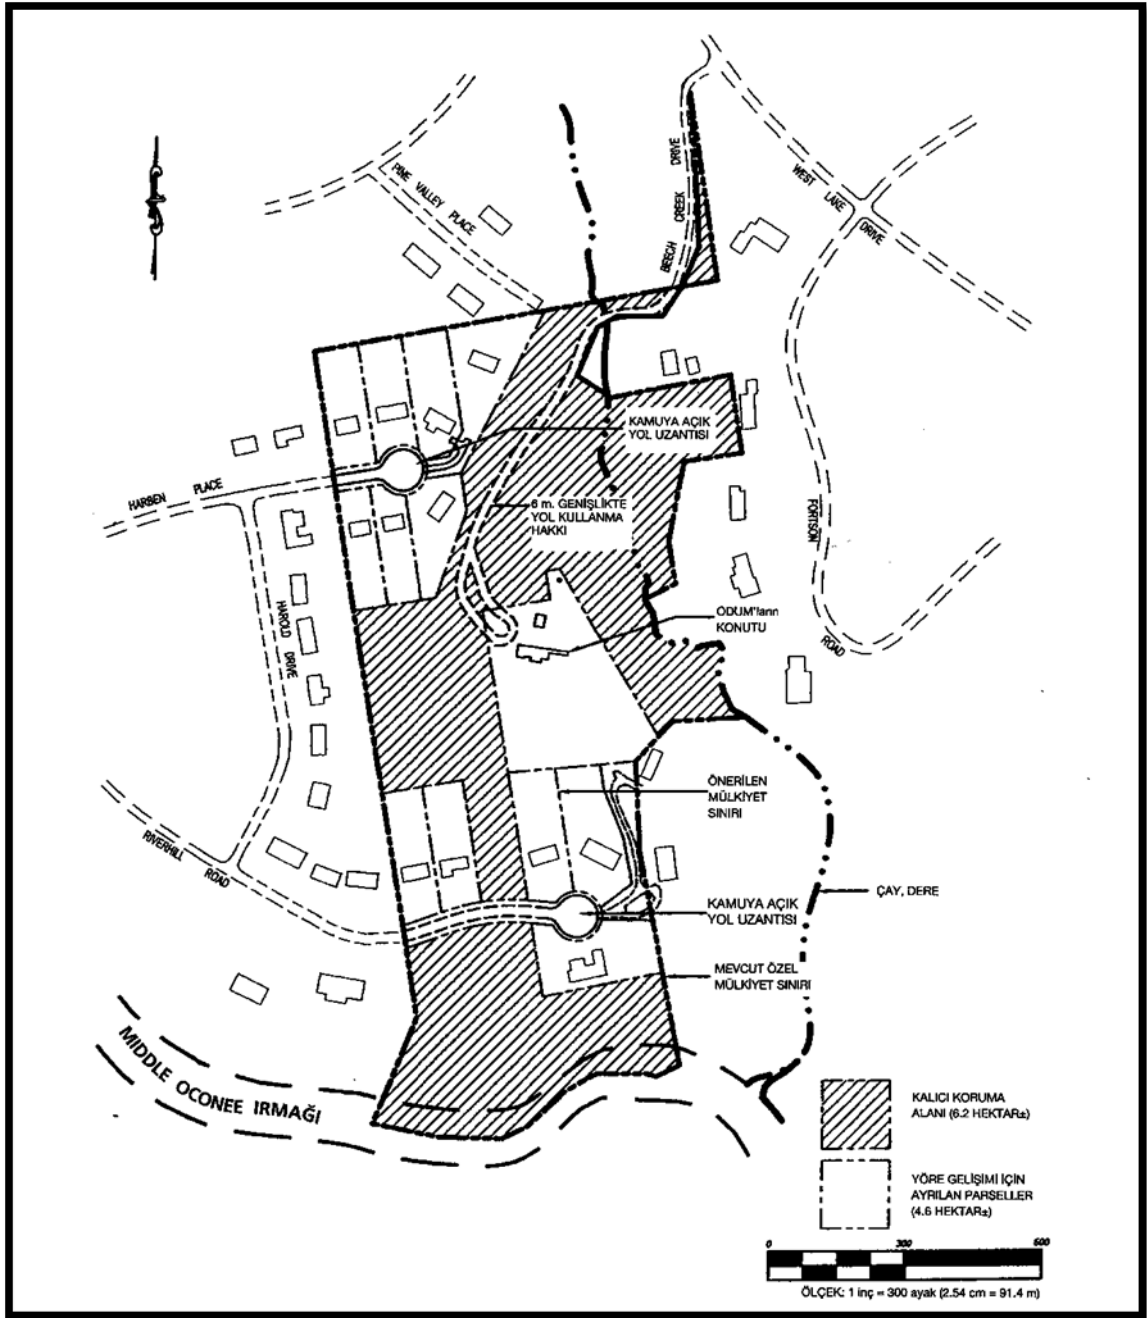 PINE VALLEY PLACE
BEECH CREEK DRIVE
WEST LAKE DRIVE
KAMUYA AÇIK
YOL UZANTISI
HARBEN PLACE
6 m. GENİŞLİKTE
YOL KULLANMA
HAKKI
FORTSON ROAD
HAROLD DRIVE
ODUM'ların
KONUTU
ÖNERİLEN
MÜLKİYET
SINIRI
RIVERHILL ROAD
ÇAY, DERE
KAMUYA AÇIK
YOL UZANTISI
MEVCUT ÖZEL
MÜLKİYET SINIRI
MIDDLE OCONEE IRMAĞI
KALICI KORUMA
ALANI (6.2 HEKTAR±)
YÖRE GELİŞİMİ İÇİN
AYRILAN PARSELLER
(4.6 HEKTAR±)
0 300 600
ÖLÇEK: 1 inç = 300 ayak (2.54 cm = 91.4 m)